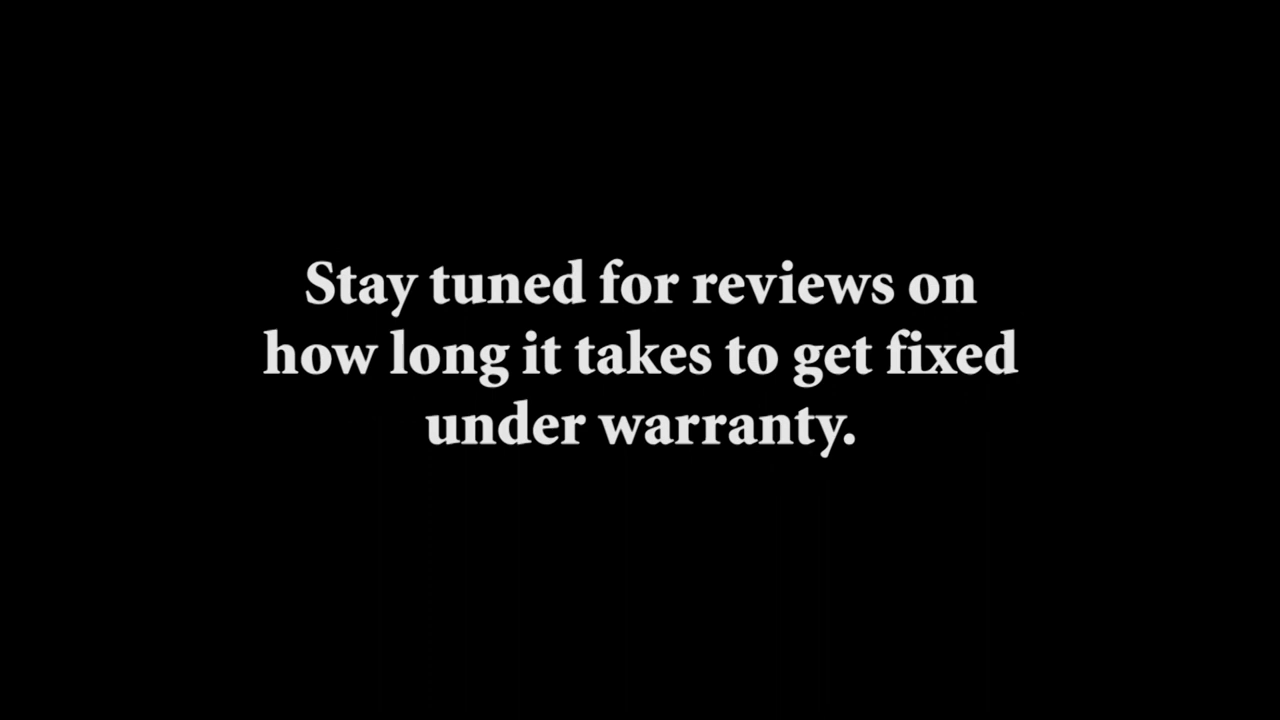 Stay tuned for reviews on
how long it takes to get fixed
under warranty.